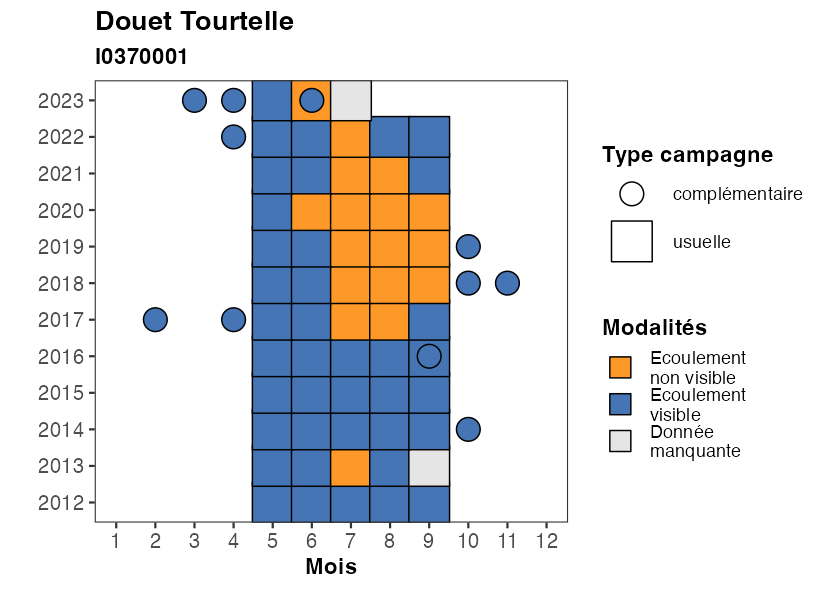 Douet Tourtelle
I0370001
2023
2022
2021
2020
2019
2018
2017
2016
2015
2014
2013
2012
1 2 3 4 5 6 7 8 9 10 11 12
Mois
Type campagne
complémentaire
usuelle
Modalités
Ecoulement
non visible
Ecoulement
visible
Donnée
manquante